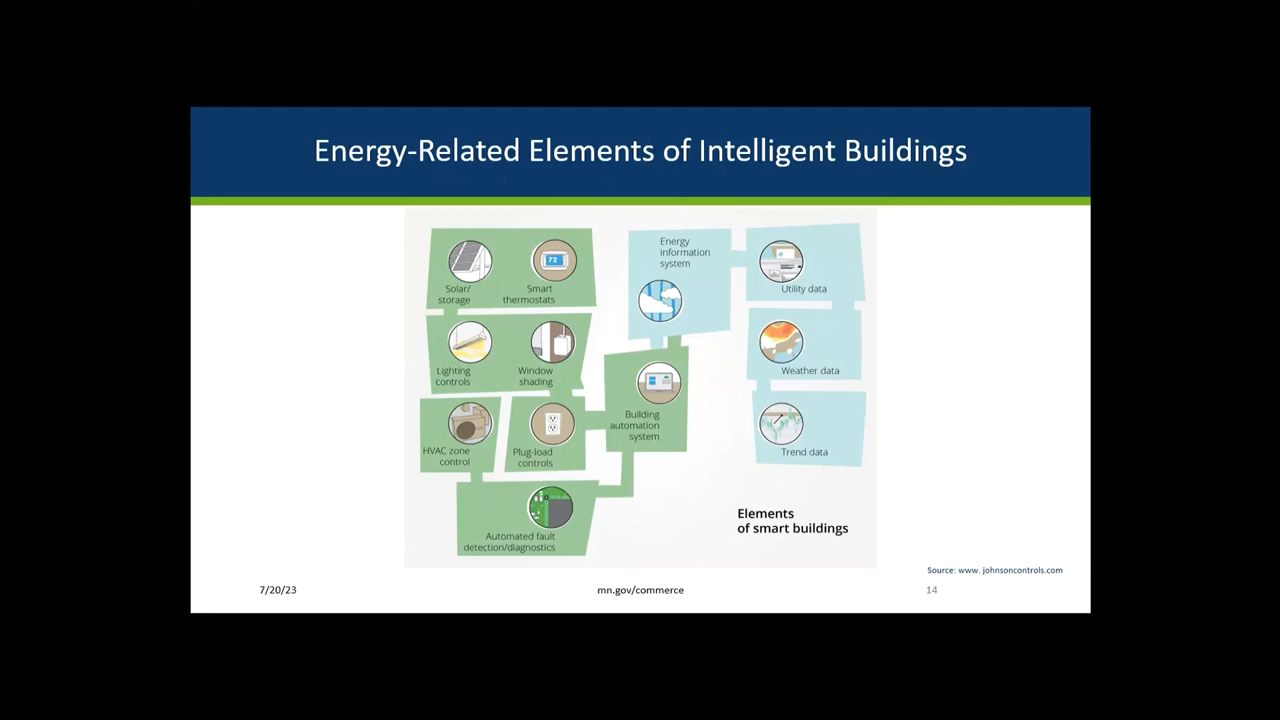 Energy-Related Elements of Intelligent Buildings
Solar/
storage
Smart
thermostats
Lighting
controls
Window
shading
HVAC zone
control
Plug-load
controls
Automated fault
detection/diagnostics
Building
automation
system
Energy
information
system
Utility data
Weather data
Trend data
72
Elements
of smart buildings
Source: www. johnsoncontrols.com
7/20/23
mn.gov/commerce
14